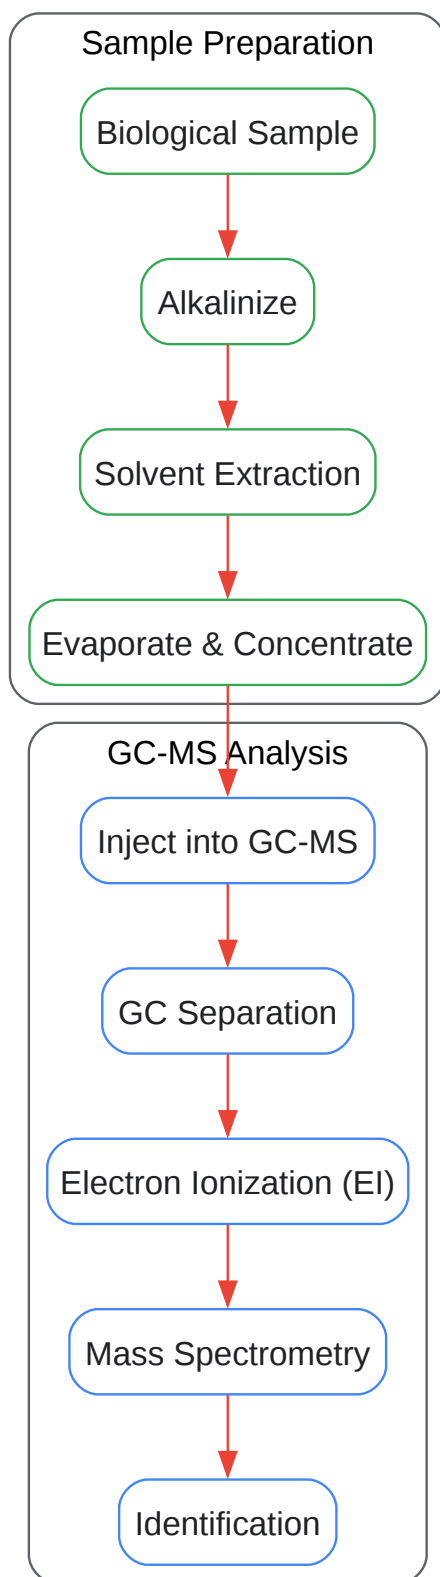 Sample Preparation
Biological Sample
Alkalinize
Solvent Extraction
Evaporate & Concentrate
GC-MS Analysis
Inject into GC-MS
GC Separation
Electron Ionization (EI)
Mass Spectrometry
Identification